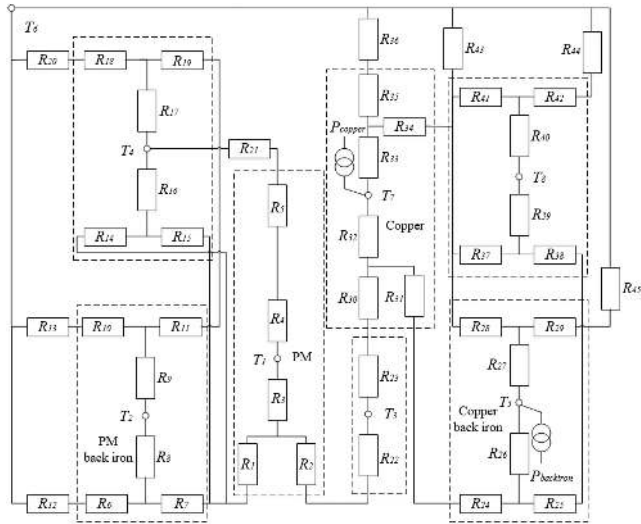 T6
R36
R43
R44
R20
R18
R19
R35
R41
R42
R17
Pcopper
R34
R40
T4
R21
R33
T8
R16
R5
T7
R39
R14
R15
R32
Copper
R37
R38
R30
R31
R45
R13
R10
R11
R4
R28
R29
T1
PM
R27
R9
R23
R3
T5
T2
T3
Copper
back iron
PM
back iron
R8
R26
R1
R2
R22
Pbackiron
R12
R6
R7
R24
R25